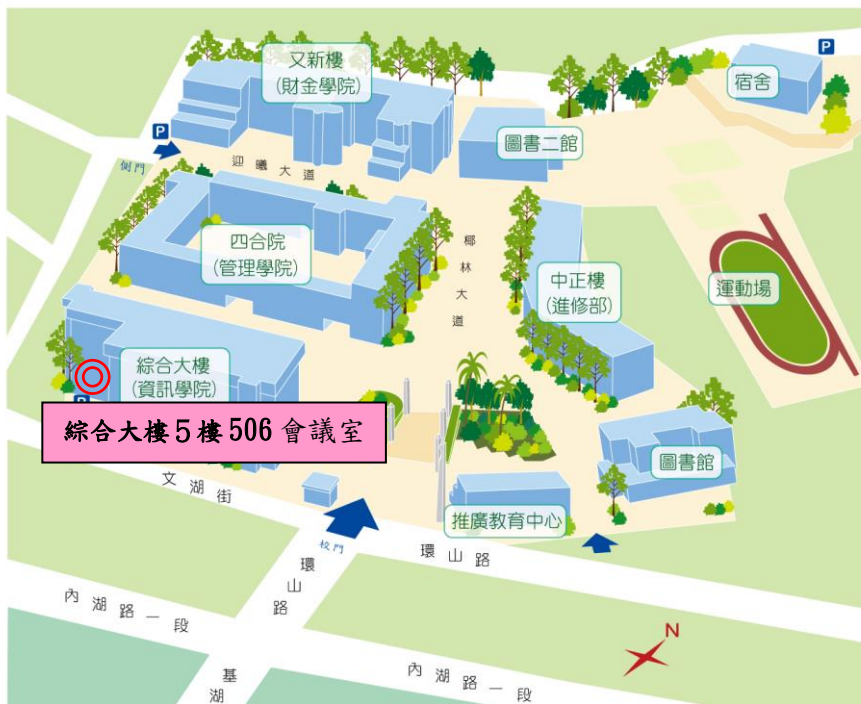 又新樓
(財金學院)
P
宿舍
圖書二館
P
側門
迎曦大道
四合院
(管理學院)
椰林大道
中正樓
(進修部)
運動場
綜合大樓
(資訊學院)
P
綜合大樓5樓506會議室
圖書館
文湖街
推廣教育中心
校門
環山路
環山路
內湖路一段
N
內湖路一段
基湖